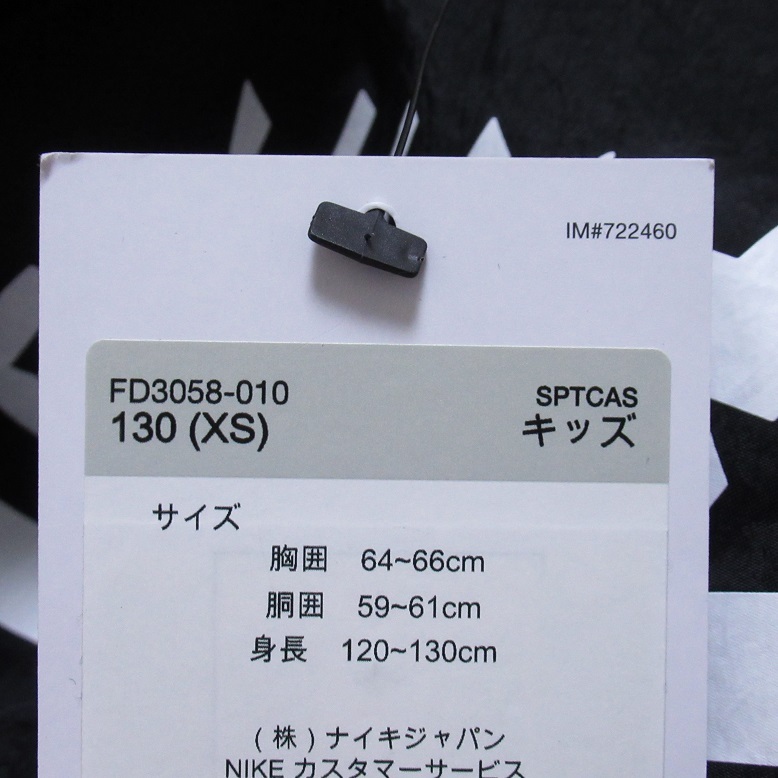 IM#722460
FD3058-010 SPTCAS
130 (XS) キッズ
サイズ
胸囲 64~66cm
胴囲 59~61cm
身長 120~130cm
(株)ナイキジャパン
NIKE カスタマーサービス